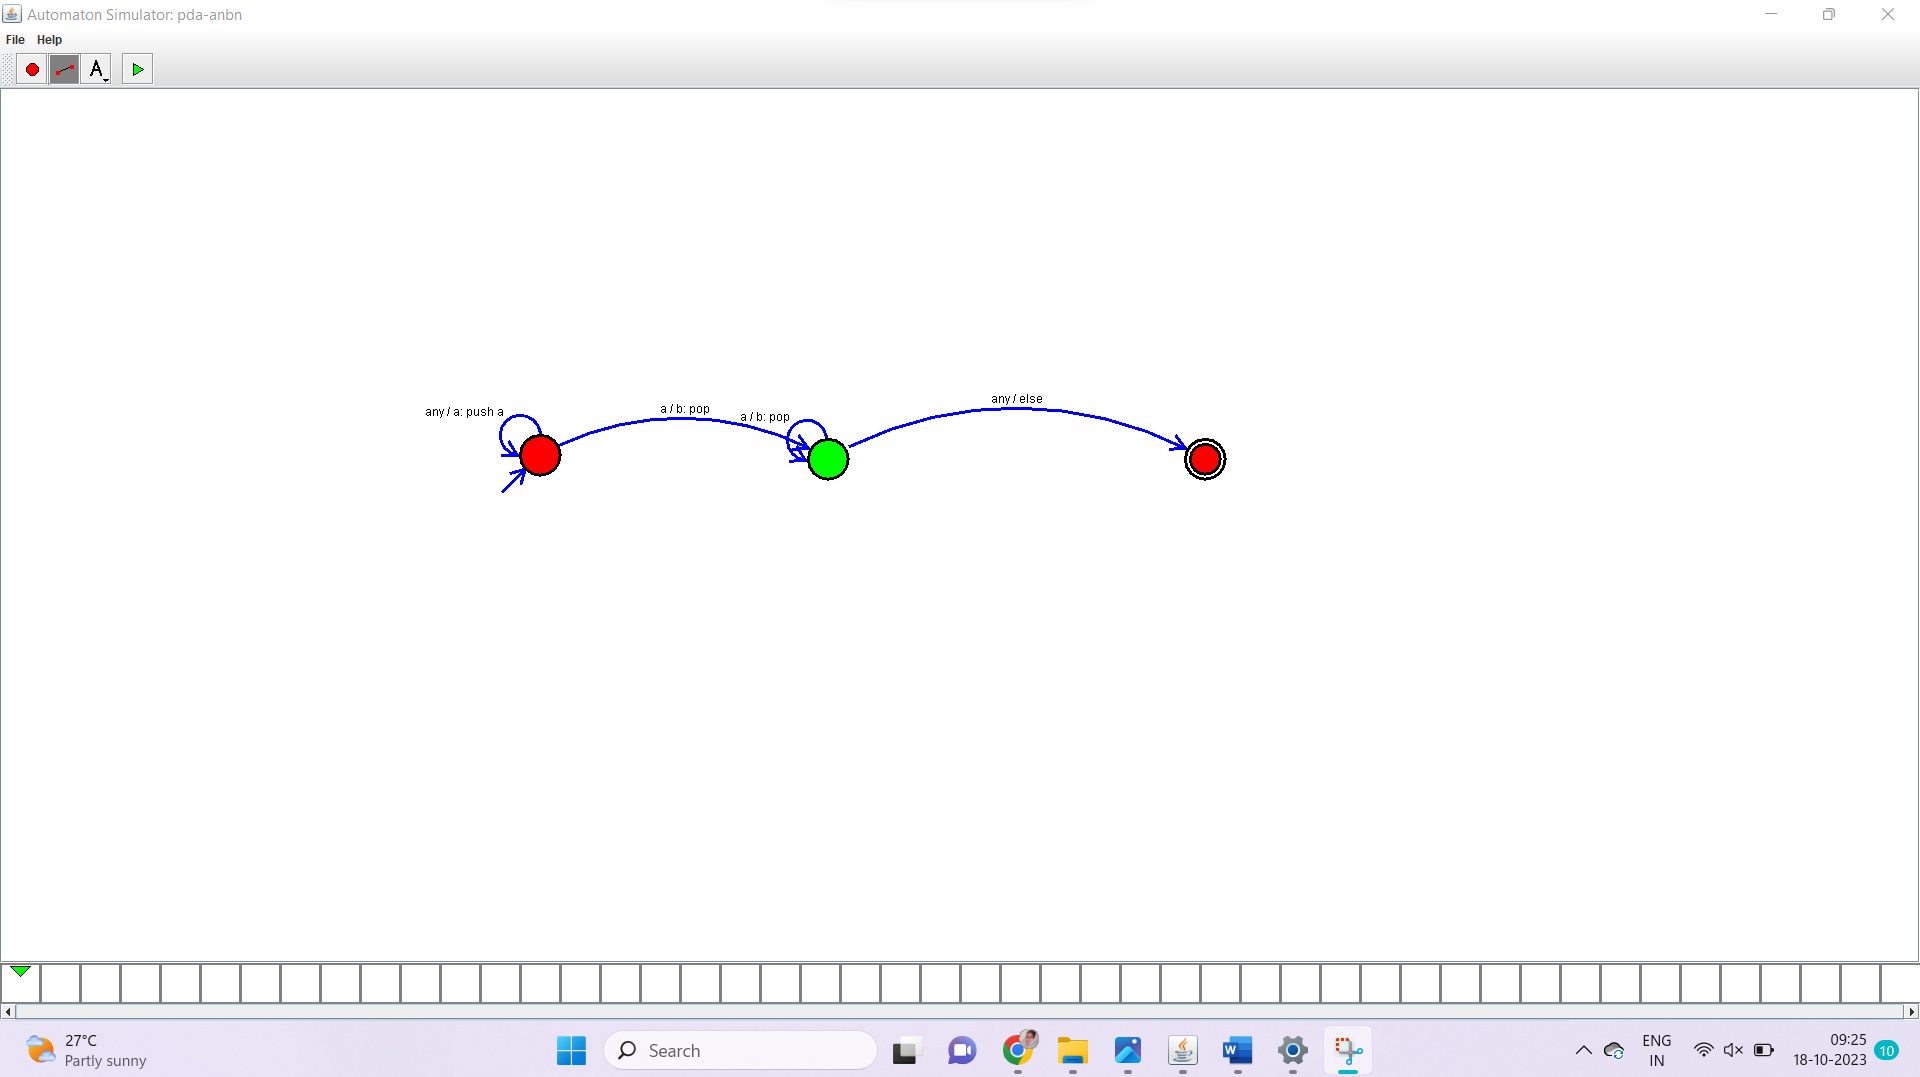 Automaton Simulator: pda-anbn
File Help
A
any / else
any / a: push a
a / b: pop
a / b: pop
27°C
Partly sunny
Search
ENG
IN
09:25
18-10-2023
10